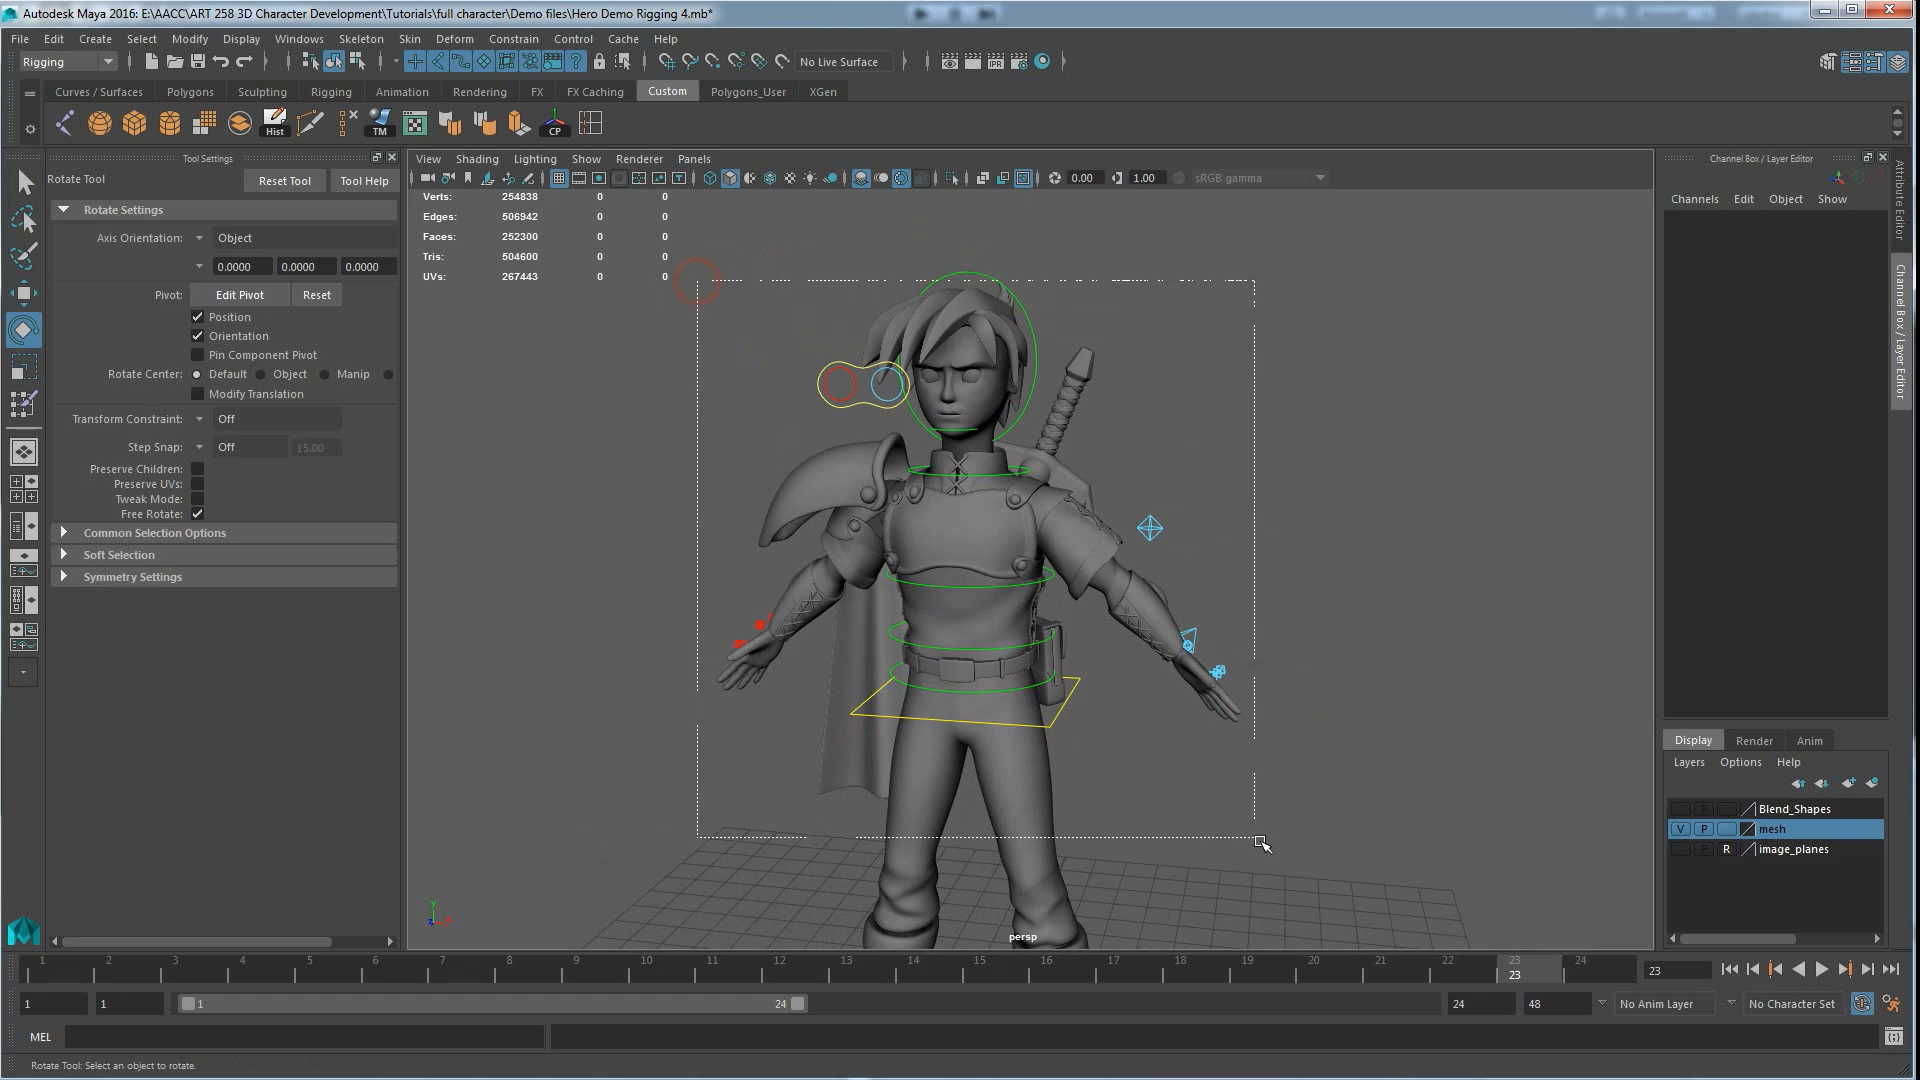 Autodesk Maya 2016: E:\AACC\ART 258 3D Character Development\Tutorials\full character\Demo files\Hero Demo Rigging 4.mb*
File Edit Create Select Modify Display Windows Skeleton Skin Deform Constrain Control Cache Help
Rigging No Live Surface IPR
Curves / Surfaces Polygons Sculpting Rigging Animation Rendering FX FX Caching Custom Polygons_User XGen
Hist TM CP
Tool Settings
Rotate Tool Reset Tool Tool Help
Rotate Settings
Axis Orientation: Object
0.0000 0.0000 0.0000
Pivot: Edit Pivot Reset
Position
Orientation
Pin Component Pivot
Rotate Center: Default Object Manip
Modify Translation
Transform Constraint: Off
Step Snap: Off 15.00
Preserve Children:
Preserve UVs:
Tweak Mode:
Free Rotate:
Common Selection Options
Soft Selection
Symmetry Settings
View Shading Lighting Show Renderer Panels
0.00 1.00 sRGB gamma
Verts: 254838 0 0
Edges: 506942 0 0
Faces: 252300 0 0
Tris: 504600 0 0
UVs: 267443 0 0
y
z x
persp
Channel Box / Layer Editor
Channels Edit Object Show
Attribute Editor
Channel Box / Layer Editor
Display Render Anim
Layers Options Help
P Blend_Shapes
V P mesh
R image_planes
1 2 3 4 5 6 7 8 9 10 11 12 13 14 15 16 17 18 19 20 21 22 23 24
23 23
1 1 1 24 24 48 No Anim Layer No Character Set
MEL
Rotate Tool: Select an object to rotate.